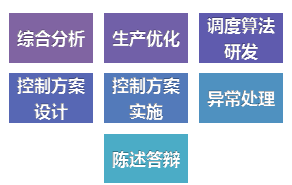 综合分析
生产优化
调度算法
研发
控制方案
设计
控制方案
实施
异常处理
陈述答辩